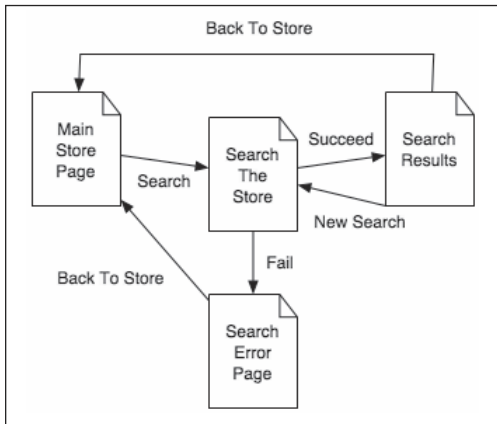 Back To Store
Main
Store
Page
Search
Search
The
Store
Succeed
Search
Results
New Search
Fail
Back To Store
Search
Error
Page